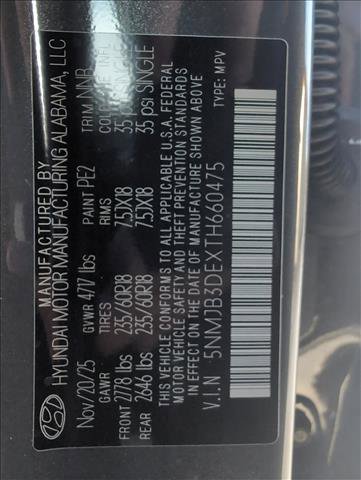 MANUFACTURED BY
HYUNDAI MOTOR MANUFACTURING ALABAMA, LLC
Nov/20/25 GVWR 4717 lbs PAINT PE2 TRIM NNB
GAWR TIRES RIMS COLD TIRE
FRONT 2778 lbs 235/60R18 7.5JX18 35 psi SINGLE
REAR 2646 lbs 235/60R18 7.5JX18 35 psi SINGLE
THIS VEHICLE CONFORMS TO ALL APPLICABLE U.S.A. FEDERAL
MOTOR VEHICLE SAFETY, BUMPER, AND THEFT PREVENTION STANDARDS
IN EFFECT ON THE DATE OF MANUFACTURE SHOWN ABOVE
V.I.N 5NMJB3DEXTH660475 TYPE: MPV